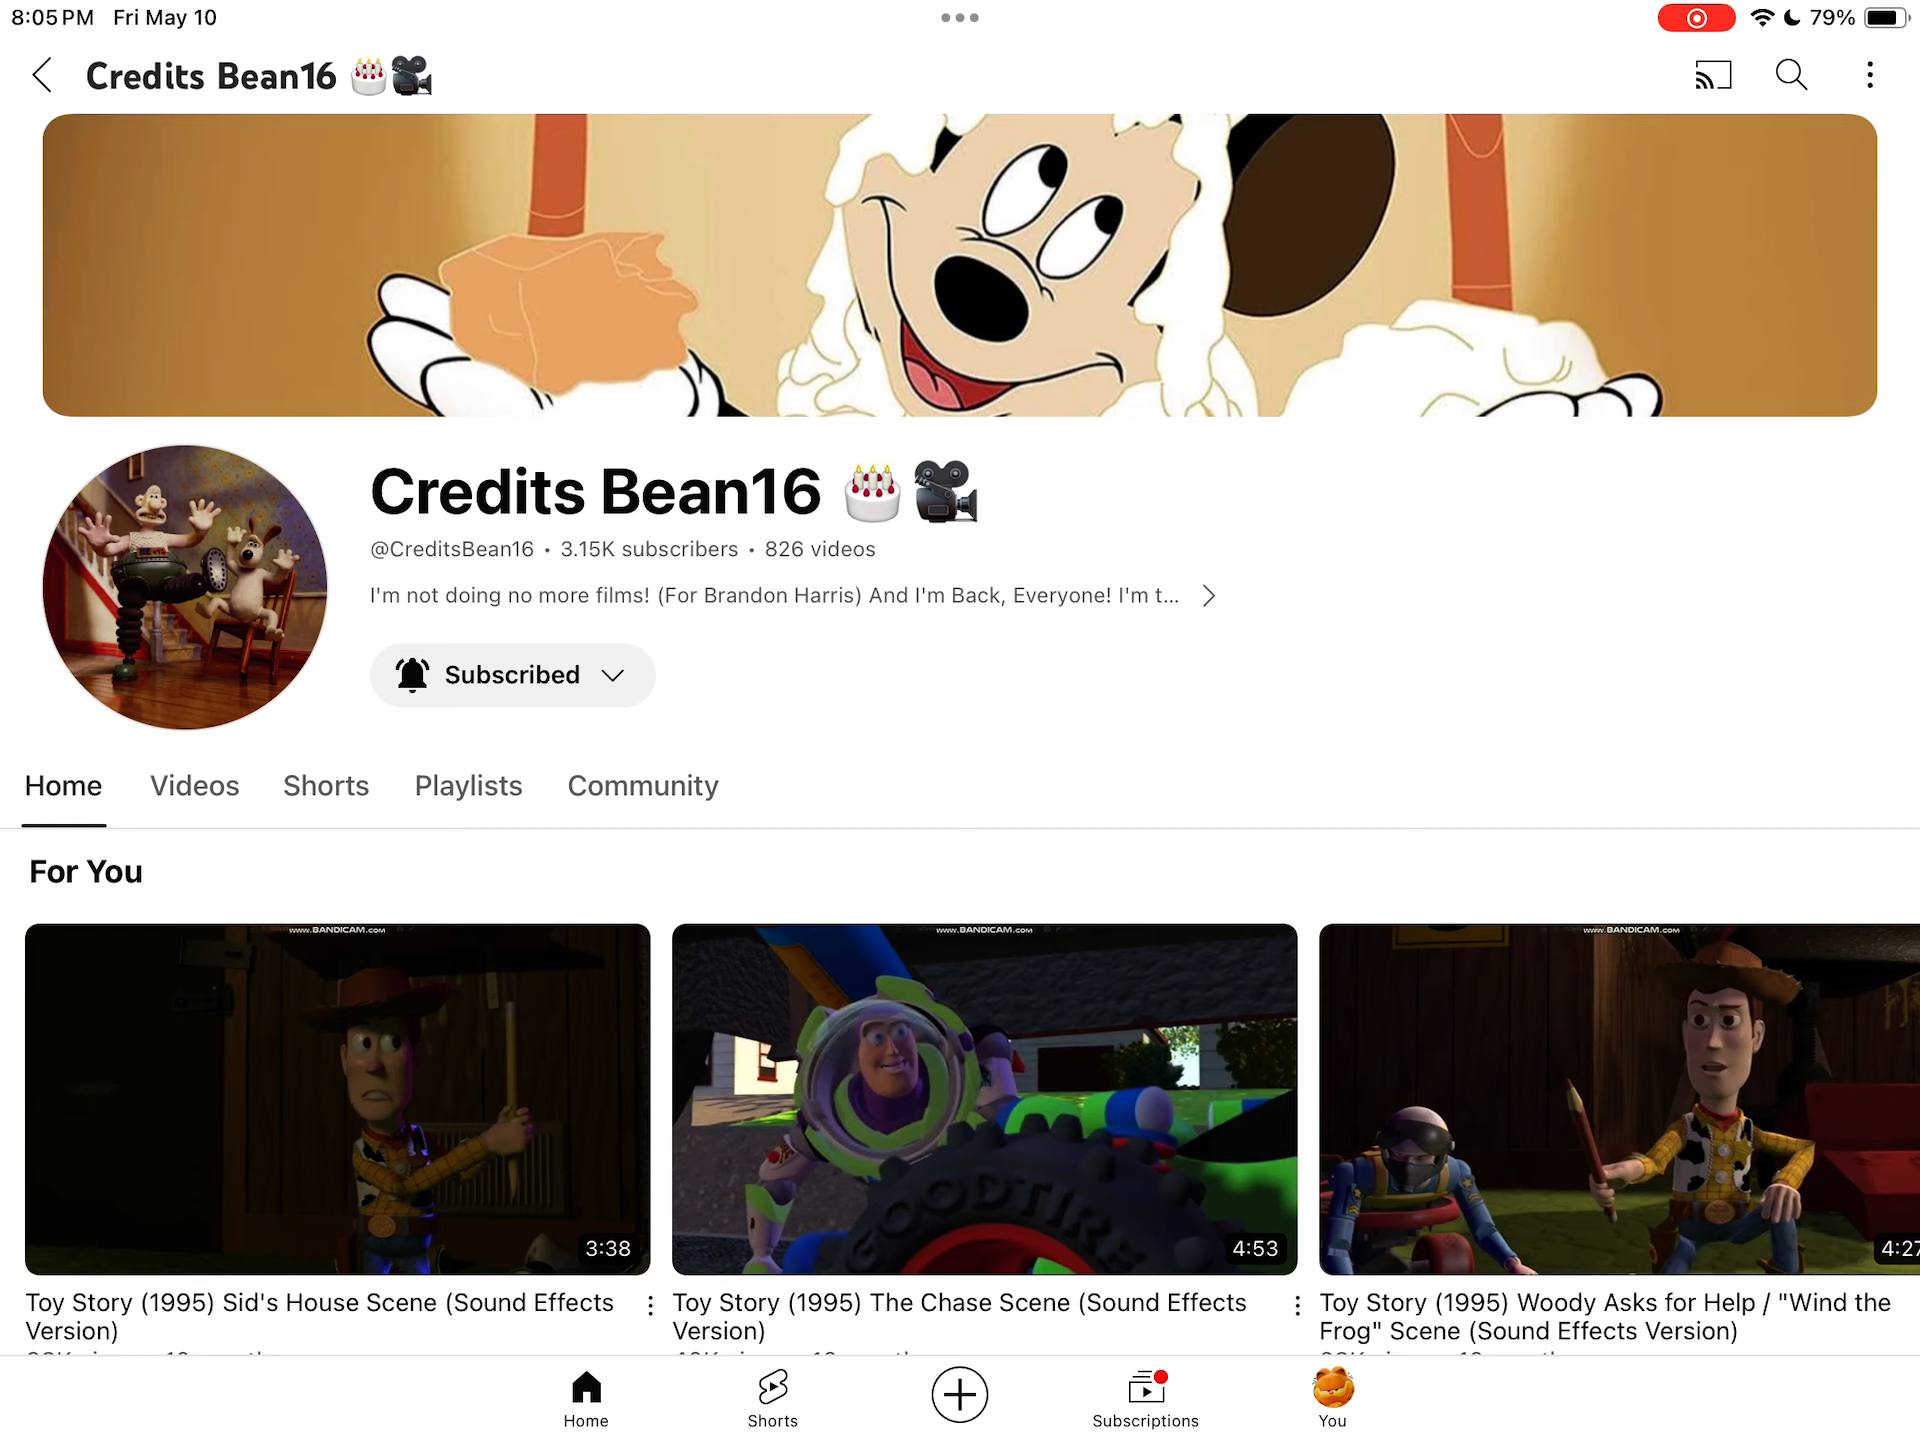 8:05 PM Fri May 10
79%
Credits Bean16 🎂🎥
Credits Bean16 🎂🎥
@CreditsBean16 • 3.15K subscribers • 826 videos
I'm not doing no more films! (For Brandon Harris) And I'm Back, Everyone! I'm t...
Subscribed
Home Videos Shorts Playlists Community
For You
www.BANDICAM.com
www.BANDICAM.com
www.BANDICAM.com
GOODTIRE
3:38
4:53
4:27
Toy Story (1995) Sid's House Scene (Sound Effects
Version)
Toy Story (1995) The Chase Scene (Sound Effects
Version)
Toy Story (1995) Woody Asks for Help / "Wind the
Frog" Scene (Sound Effects Version)
Home
Shorts
Subscriptions
You